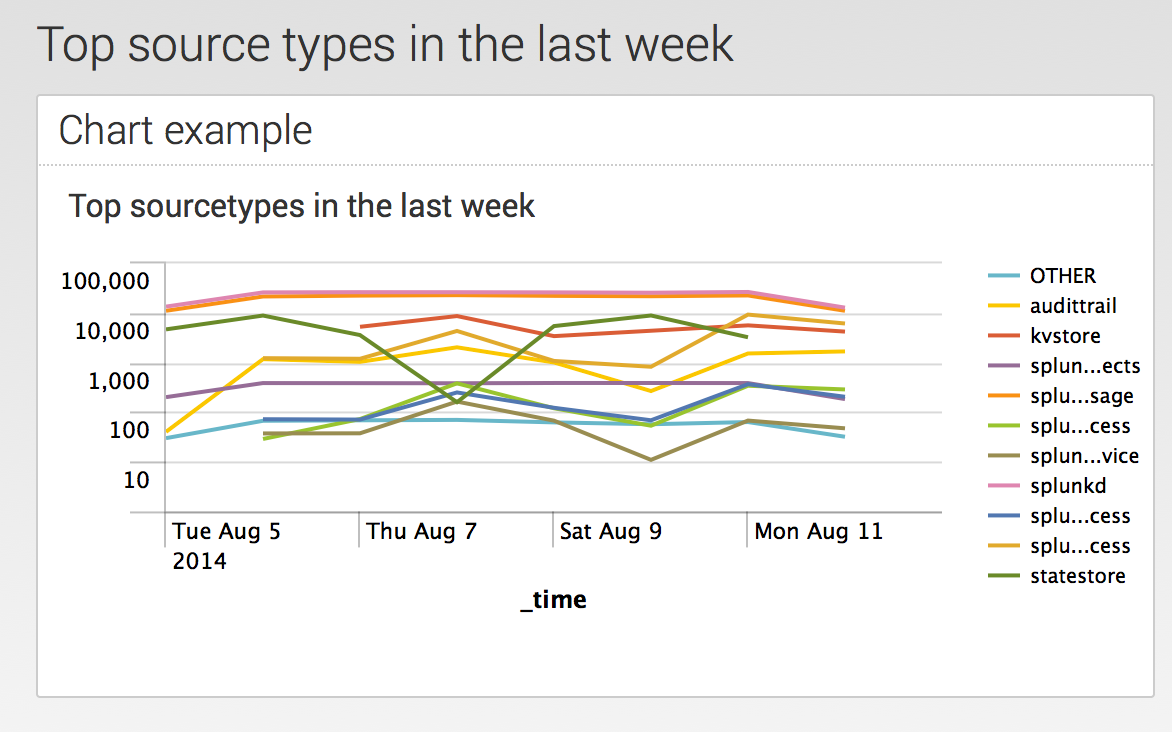 Top source types in the last week
Chart example
Top sourcetypes in the last week
100,000
10,000
1,000
100
10
Tue Aug 5
2014
Thu Aug 7
Sat Aug 9
Mon Aug 11
_time
OTHER
audittrail
kvstore
splun...ects
splu...sage
splu...cess
splun...vice
splunkd
splu...cess
splu...cess
statestore